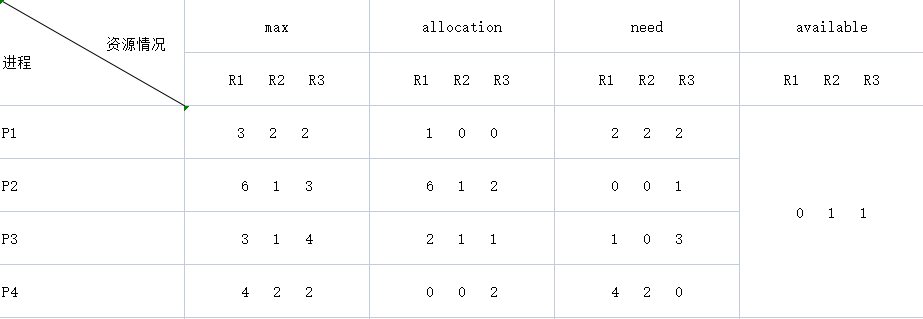 资源情况 max allocation need available
进程
R1 R2 R3 R1 R2 R3 R1 R2 R3 R1 R2 R3
P1 3 2 2 1 0 0 2 2 2
P2 6 1 3 6 1 2 0 0 1
0 1 1
P3 3 1 4 2 1 1 1 0 3
P4 4 2 2 0 0 2 4 2 0